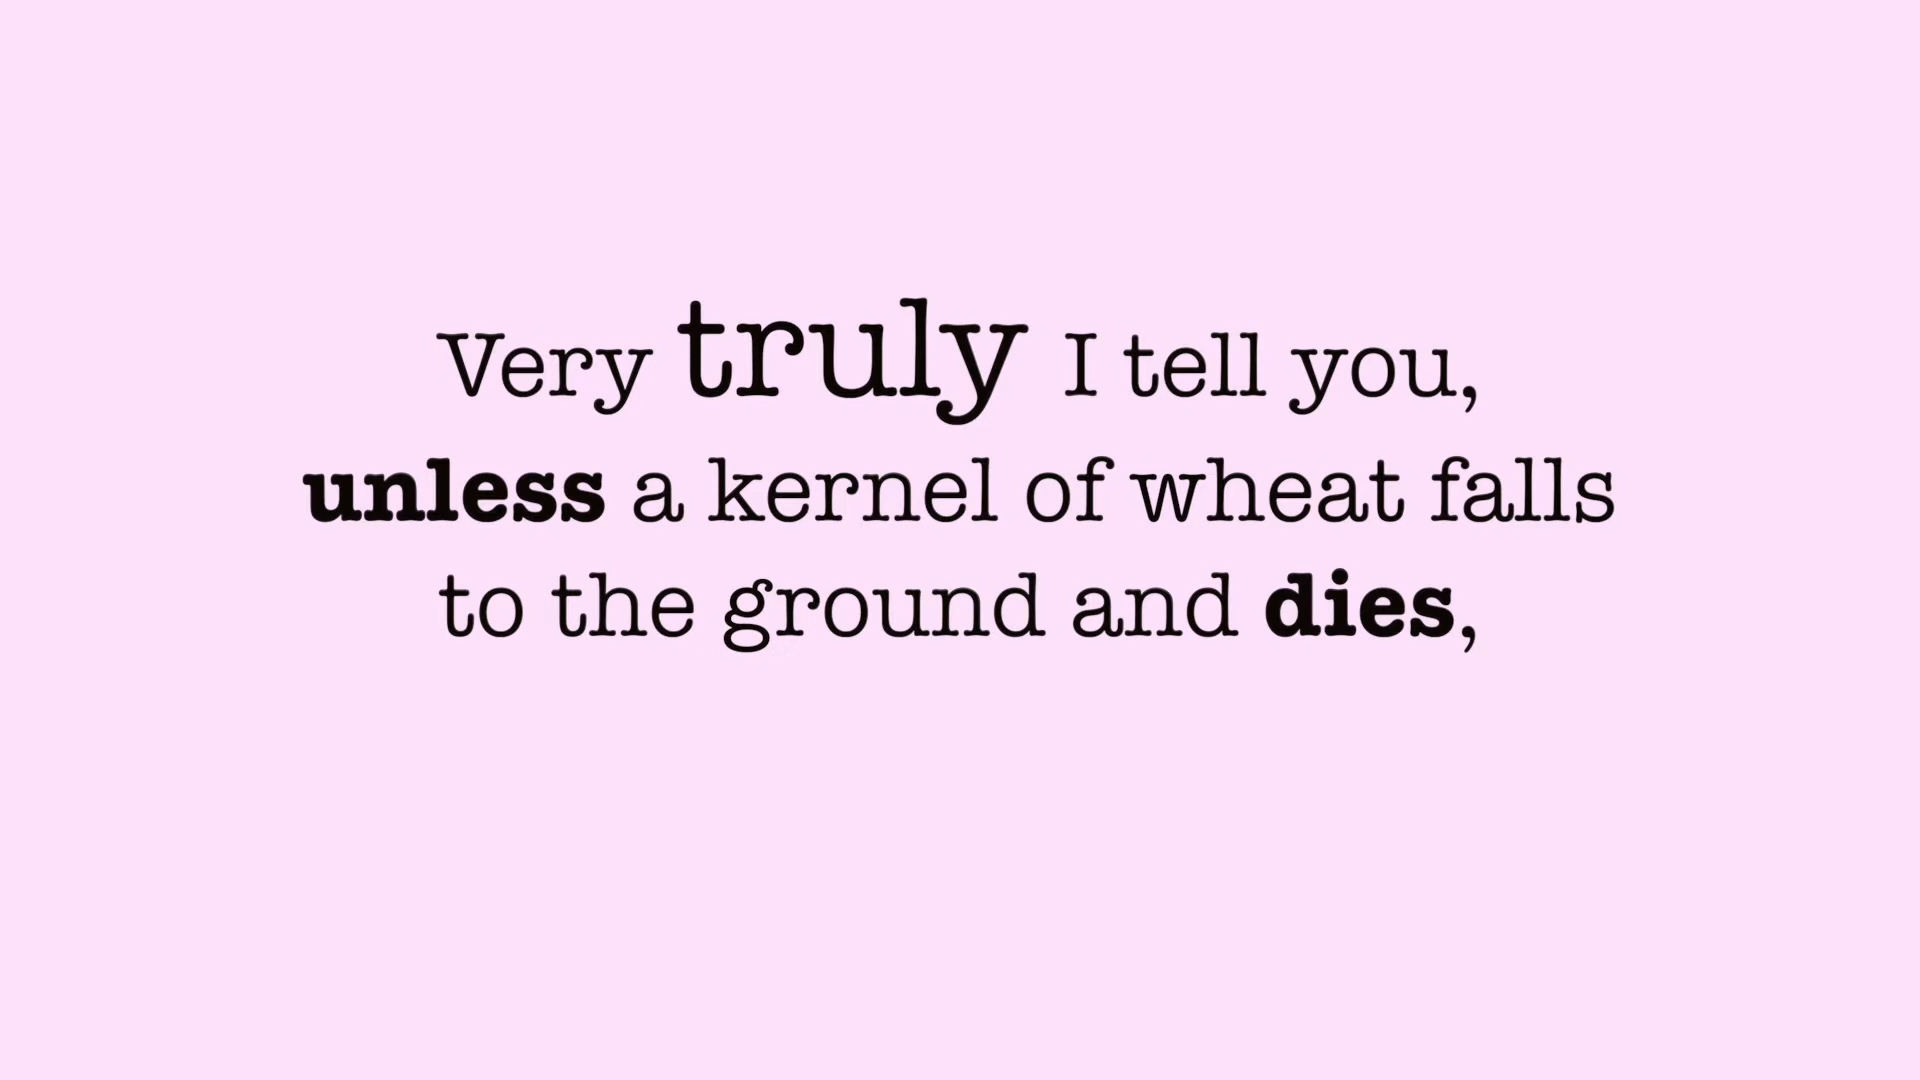 Very truly I tell you,
unless a kernel of wheat falls
to the ground and dies,